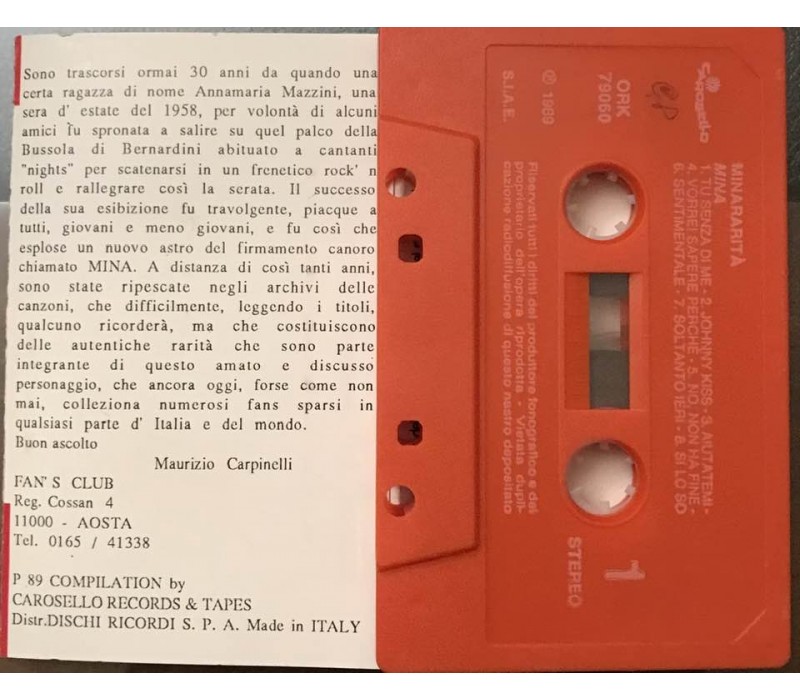 Sono trascorsi ormai 30 anni da quando una
certa ragazza di nome Annamaria Mazzini, una
sera d' estate del 1958, per volontà di alcuni
amici fu spronata a salire su quel palco della
Bussola di Bernardini abituato a cantanti
"nights" per scatenarsi in un frenetico rock' n
roll e rallegrare così la serata. Il successo
della sua esibizione fu travolgente, piacque a
tutti, giovani e meno giovani, e fu così che
esplose un nuovo astro del firmamento canoro
chiamato MINA. A distanza di così tanti anni,
sono state ripescate negli archivi delle
canzoni, che difficilmente, leggendo i titoli,
qualcuno ricorderà, ma che costituiscono
delle autentiche rarità che sono parte
integrante di questo amato e discusso
personaggio, che ancora oggi, forse come non
mai, colleziona numerosi fans sparsi in
qualsiasi parte d' Italia e del mondo.
Buon ascolto
Maurizio Carpinelli
FAN'S CLUB
Reg. Cossan 4
11000 - AOSTA
Tel. 0165 / 41338
P 89 COMPILATION by
CAROSELLO RECORDS & TAPES
Distr.DISCHI RICORDI S. P. A. Made in ITALY
Carosello
ORK
79060
℗ 1989
S.I.A.E.
MINARARITÀ
MINA
1. TU SENZA DI ME - 2. JOHNNY KISS - 3. AIUTATEMI -
4. VORREI SAPERE PERCHÉ - 5. NO, NON HA FINE -
6. SENTIMENTALE - 7. SOLTANTO IERI - 8. SÌ LO SO
Riservati tutti i diritti del produttore fonografico e del
proprietario dell'opera riprodotta - Vietata dupli-
cazione radiodiffusione di questo nastro depositato
1
STEREO